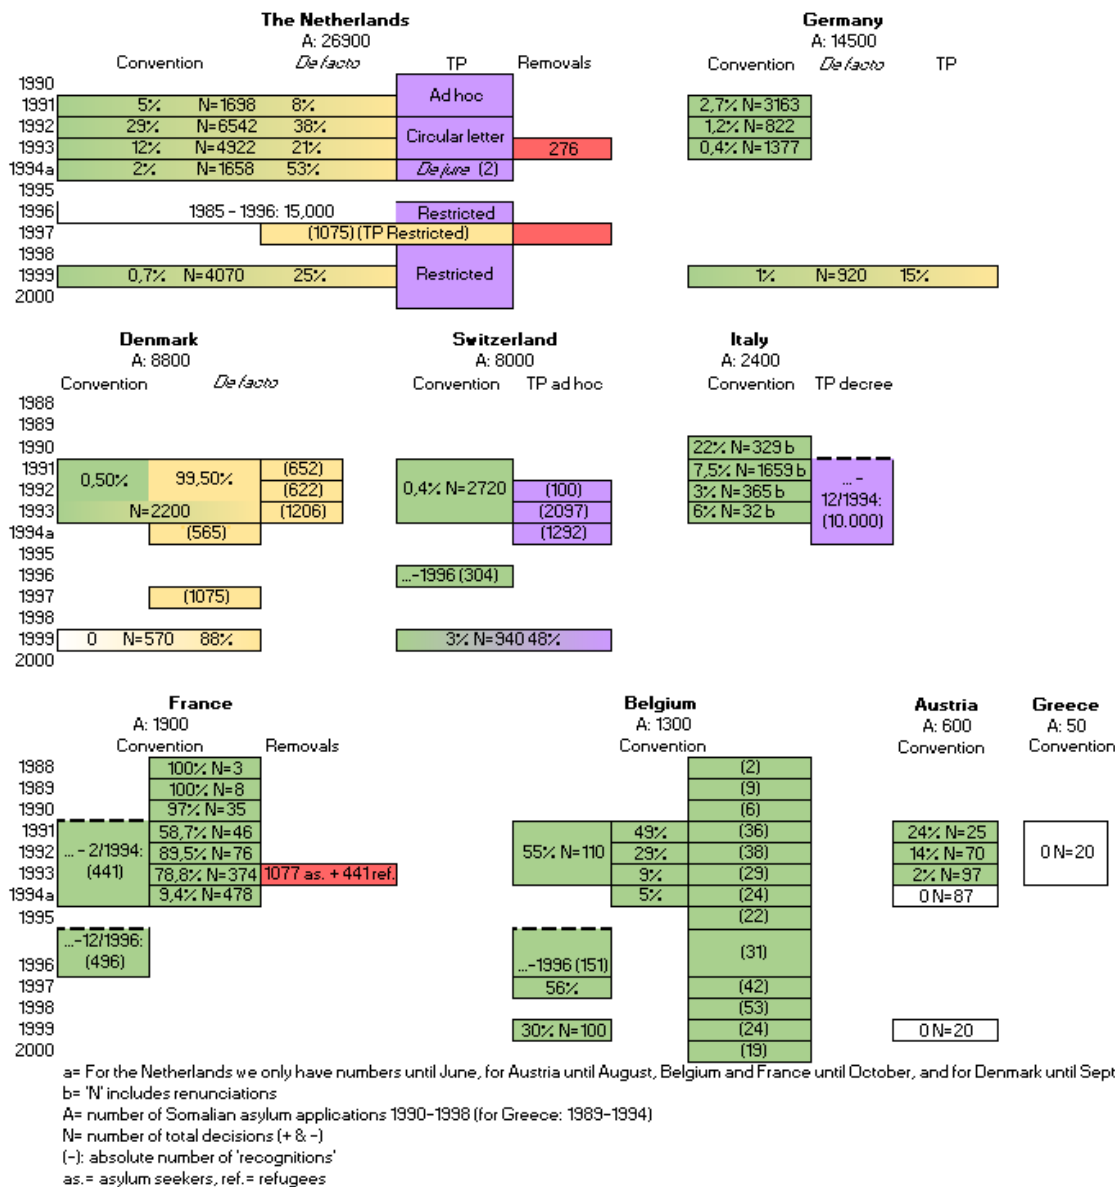 The Netherlands
A: 26900
Convention De facto TP Removals
Germany
A: 14500
Convention De facto TP
1990
Ad hoc
1991 5% N=1698 8% 2,7% N=3163
1992 29% N=6542 38% 1,2% N=822
Circular letter
1993 12% N=4922 21% 276 0,4% N=1377
1994a 2% N=1658 53% De jure (2)
1995
1996 1985 - 1996: 15,000 Restricted
1997 (1075) (TP Restricted)
1998
1999 0,7% N=4070 25% Restricted 1% N=920 15%
2000
Denmark
A: 8800
Convention De facto
Switzerland
A: 8000
Convention TP ad hoc
Italy
A: 2400
Convention TP decree
1988
1989
1990 22% N=329 b
1991 0,50% 99,50% (652) 7,5% N=1659 b
1992 (622) 0,4% N=2720 (100) 3% N=365 b
1993 N=2200 (1206) (2097) 6% N=32 b
... -
12/1994:
(10.000)
1994a (565) (1292)
1995
1996 ...-1996 (304)
1997 (1075)
1998
1999 0 N=570 88% 3% N=940 48%
2000
France
A: 1900
Convention Removals
Belgium
A: 1300
Convention
Austria
A: 600
Convention
Greece
A: 50
Convention
1988 100% N=3 (2)
1989 100% N=8 (9)
1990 97% N=35 (6)
1991 58,7% N=46 49% (36) 24% N=25
1992 ... - 2/1994: 89,5% N=76 55% N=110 29% (38) 14% N=70 0 N=20
1993 (441) 78,8% N=374 1077 as. + 441 ref. 9% (29) 2% N=97
1994a 9,4% N=478 5% (24) 0 N=87
1995 (22)
...-12/1996:
(496)
1996 ...-1996 (151) (31)
1997 56% (42)
1998 (53)
1999 30% N=100 (24) 0 N=20
2000 (19)
a= For the Netherlands we only have numbers until June, for Austria until August, Belgium and France until October, and for Denmark until Sept
b= 'N' includes renunciations
A= number of Somalian asylum applications 1990-1998 (for Greece: 1989-1994)
N= number of total decisions (+ & -)
(-): absolute number of 'recognitions'
as.= asylum seekers, ref.= refugees